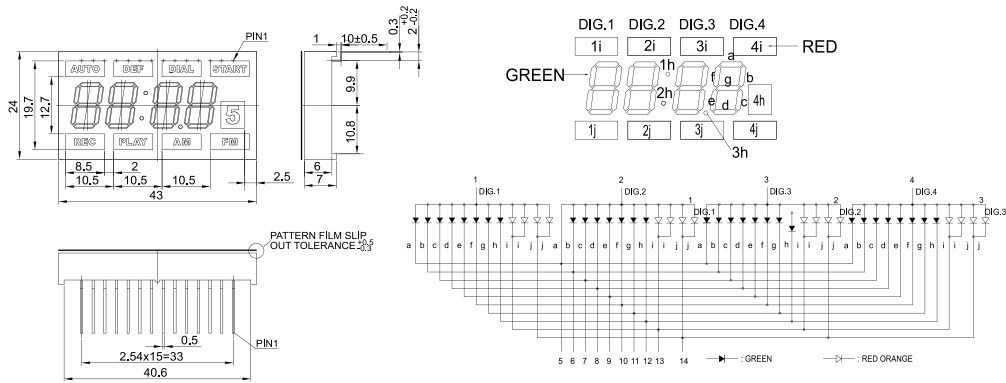 PIN1
AUTO DEF DIAL START
5
REC PLAY AM FM
24
19.7
12.7
8.5 2
10.5 10.5 10.5 2.5
43
1 10±0.5
0.3
2 +0.2 -0.2
9.9
10.8
6
7
DIG.1 DIG.2 DIG.3 DIG.4
1i 2i 3i 4i RED
GREEN
1h
2h
a
f b
g
e c
d
4h
1j 2j 3j 4j
3h
PATTERN FILM SLIP
OUT TOLERANCE +0.5 -0.3
PIN1
0.5
2.54x15=33
40.6
1 2 3 4
DIG.1 DIG.2 DIG.3 DIG.4
1 2 3
DIG.1 DIG.2 DIG.3
a b c d e f g h i i j j a b c d e f g h i i j j a b c d e f g h i i j j a b c d e f g h i i j j
5 6 7 8 9 10 11 12 13 14
: GREEN : RED ORANGE